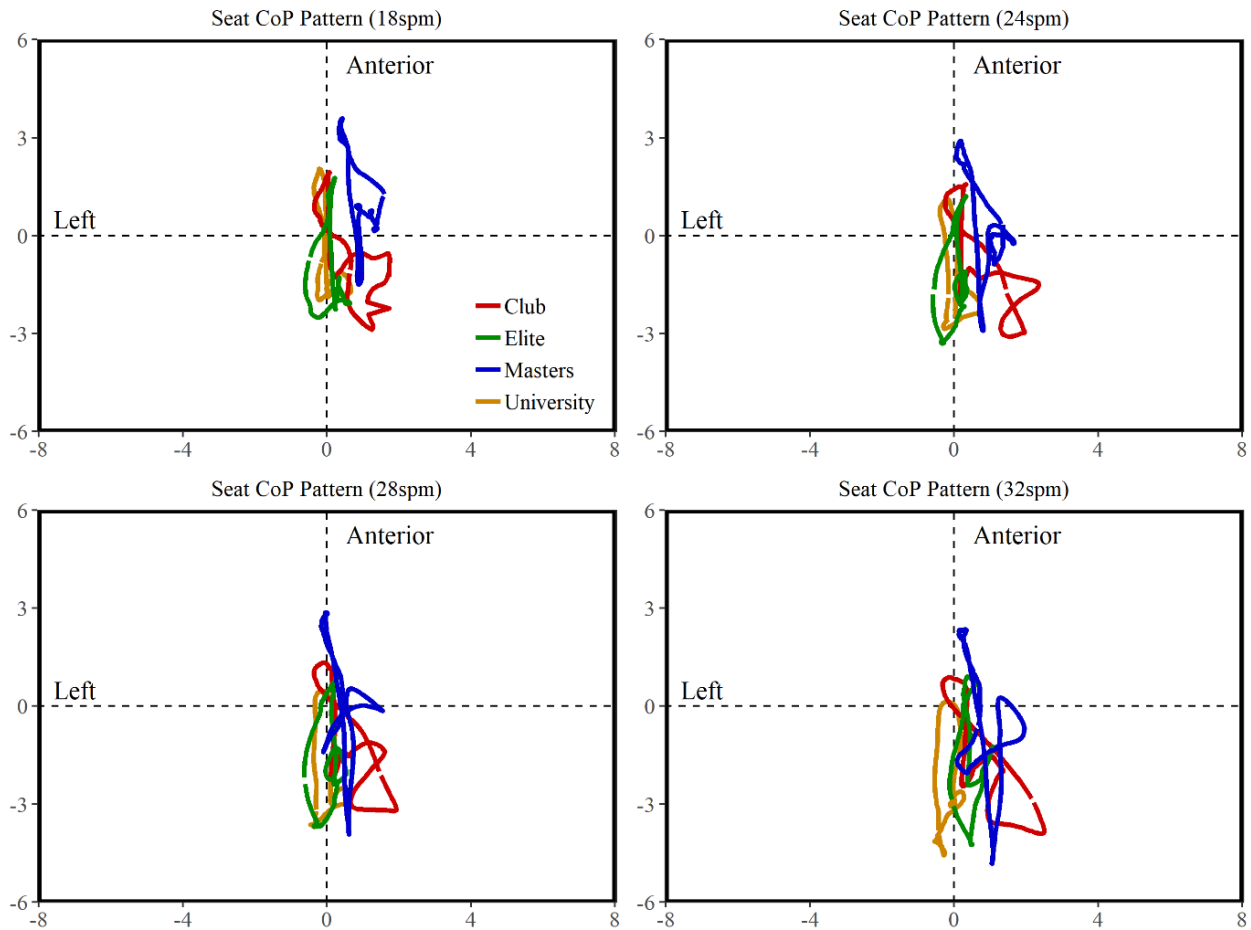 Seat CoP Pattern (18spm)
6
3
0
-3
-6
Anterior
Left
Club
Elite
Masters
University
-8
-4
0
4
8
Seat CoP Pattern (24spm)
6
3
0
-3
-6
Anterior
Left
-8
-4
0
4
8
Seat CoP Pattern (28spm)
6
3
0
-3
-6
Anterior
Left
-8
-4
0
4
8
Seat CoP Pattern (32spm)
6
3
0
-3
-6
Anterior
Left
-8
-4
0
4
8